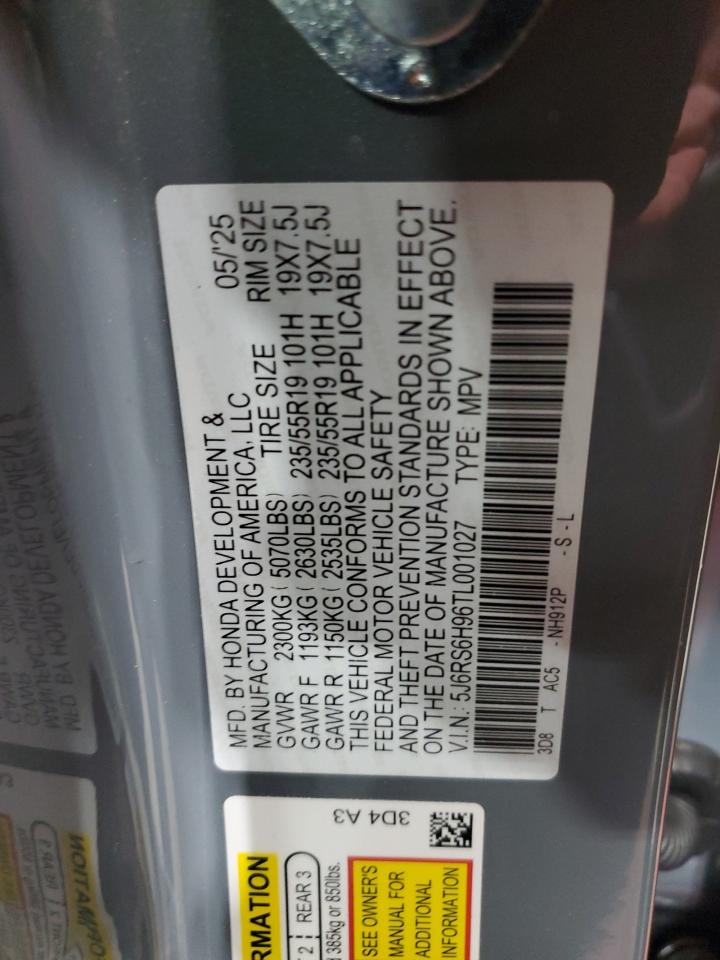 MFD. BY HONDA DEVELOPMENT &
MANUFACTURING OF AMERICA, LLC 05/'25
GVWR 2300KG ( 5070LBS) TIRE SIZE RIM SIZE
GAWR F 1193KG ( 2630LBS) 235/55R19 101H 19X7.5J
GAWR R 1150KG ( 2535LBS) 235/55R19 101H 19X7.5J
THIS VEHICLE CONFORMS TO ALL APPLICABLE
FEDERAL MOTOR VEHICLE SAFETY
AND THEFT PREVENTION STANDARDS IN EFFECT
ON THE DATE OF MANUFACTURE SHOWN ABOVE.
V.I.N.: 5J6RS6H96TL001027 TYPE: MPV
3D8 T AC5 - NH912P - S - L
3D4 A3
RMATION
2 REAR 3
385kg or 850lbs.
SEE OWNER'S
MANUAL FOR
ADDITIONAL
INFORMATION